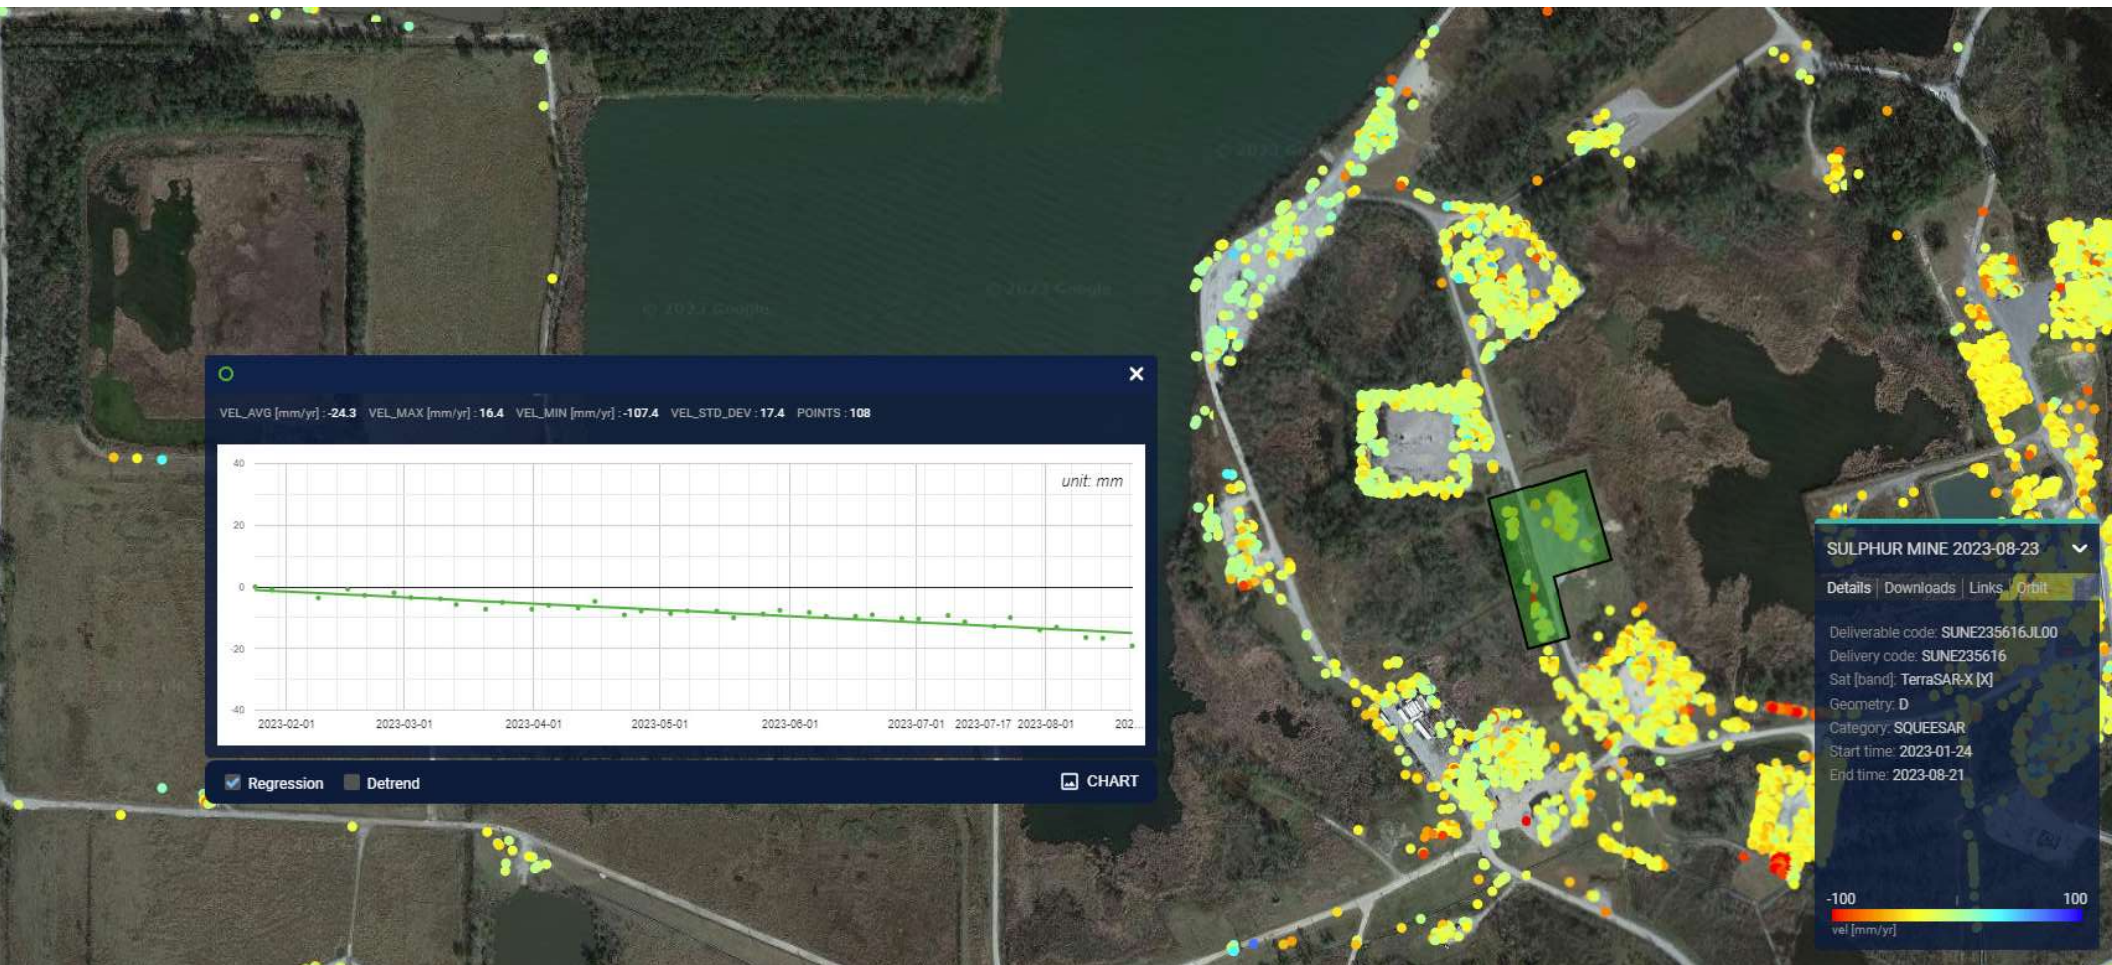 © 2023 Google
© 2023 Google
VEL_AVG [mm/yr] : -24.3 VEL_MAX [mm/yr] : 16.4 VEL_MIN [mm/yr] : -107.4 VEL_STD_DEV : 17.4 POINTS : 108
unit: mm
40
20
0
-20
-40
2023-02-01 2023-03-01 2023-04-01 2023-05-01 2023-06-01 2023-07-01 2023-07-17 2023-08-01 202...
Regression Detrend CHART
SULPHUR MINE 2023-08-23
Details Downloads Links Orbit
Deliverable code: SUNE235616JL00
Delivery code: SUNE235616
Sat [band]: TerraSAR-X [X]
Geometry: D
Category: SQUEESAR
Start time: 2023-01-24
End time: 2023-08-21
-100 100
vel [mm/yr]